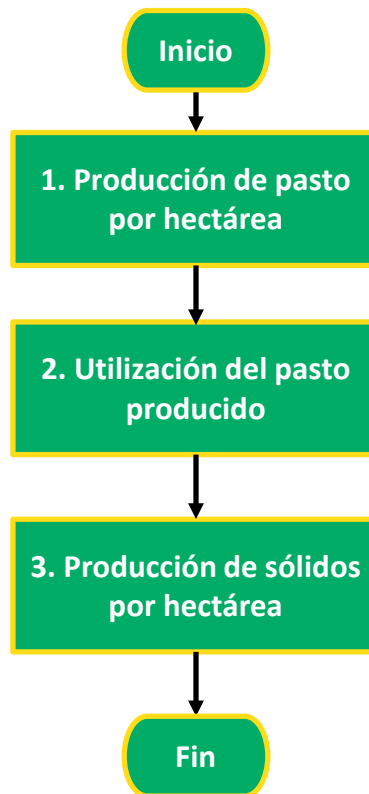 Inicio
1. Producción de pasto
por hectárea
2. Utilización del pasto
producido
3. Producción de sólidos
por hectárea
Fin